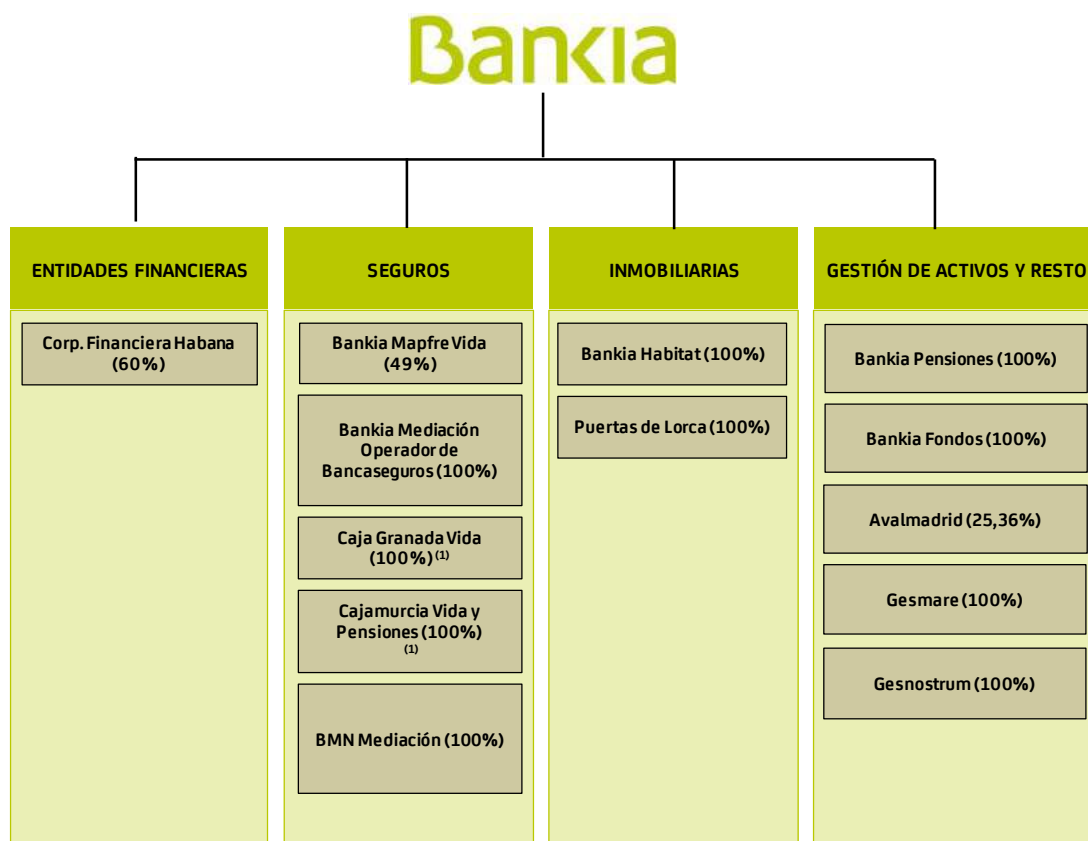 Bankia
ENTIDADES FINANCIERAS
Corp. Financiera Habana
(60%)
SEGUROS
Bankia Mapfre Vida
(49%)
Bankia Mediación
Operador de
Bancaseguros (100%)
Caja Granada Vida
(100%) (1)
Cajamurcia Vida y
Pensiones (100%)
(1)
BMN Mediación (100%)
INMOBILIARIAS
Bankia Habitat (100%)
Puertas de Lorca (100%)
GESTIÓN DE ACTIVOS Y RESTO
Bankia Pensiones (100%)
Bankia Fondos (100%)
Avalmadrid (25,36%)
Gesmare (100%)
Gesnostrum (100%)